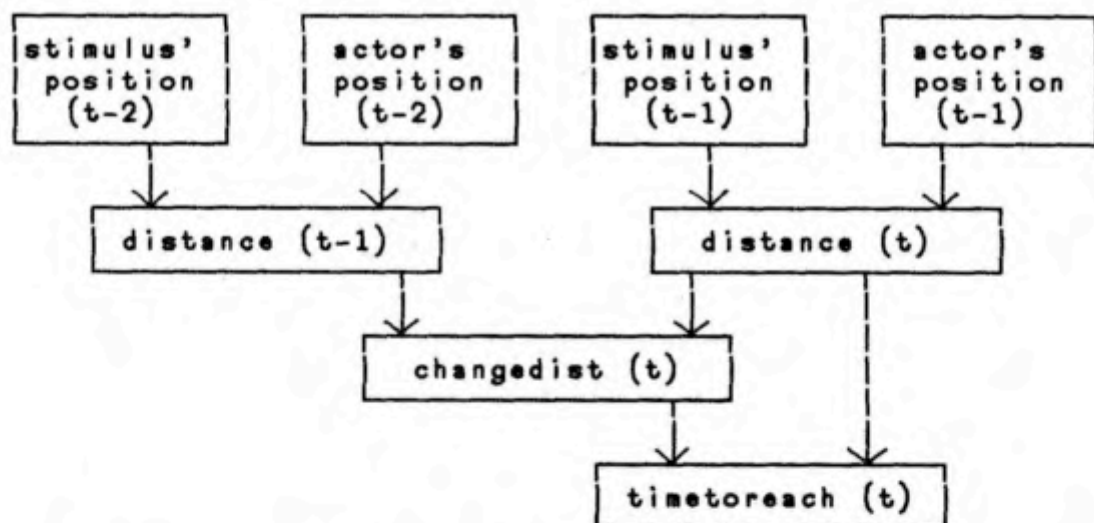 stimulus'
position
(t-2)
actor's
position
(t-2)
stimulus'
position
(t-1)
actor's
position
(t-1)
distance (t-1)
distance (t)
changedist (t)
timetoreach (t)